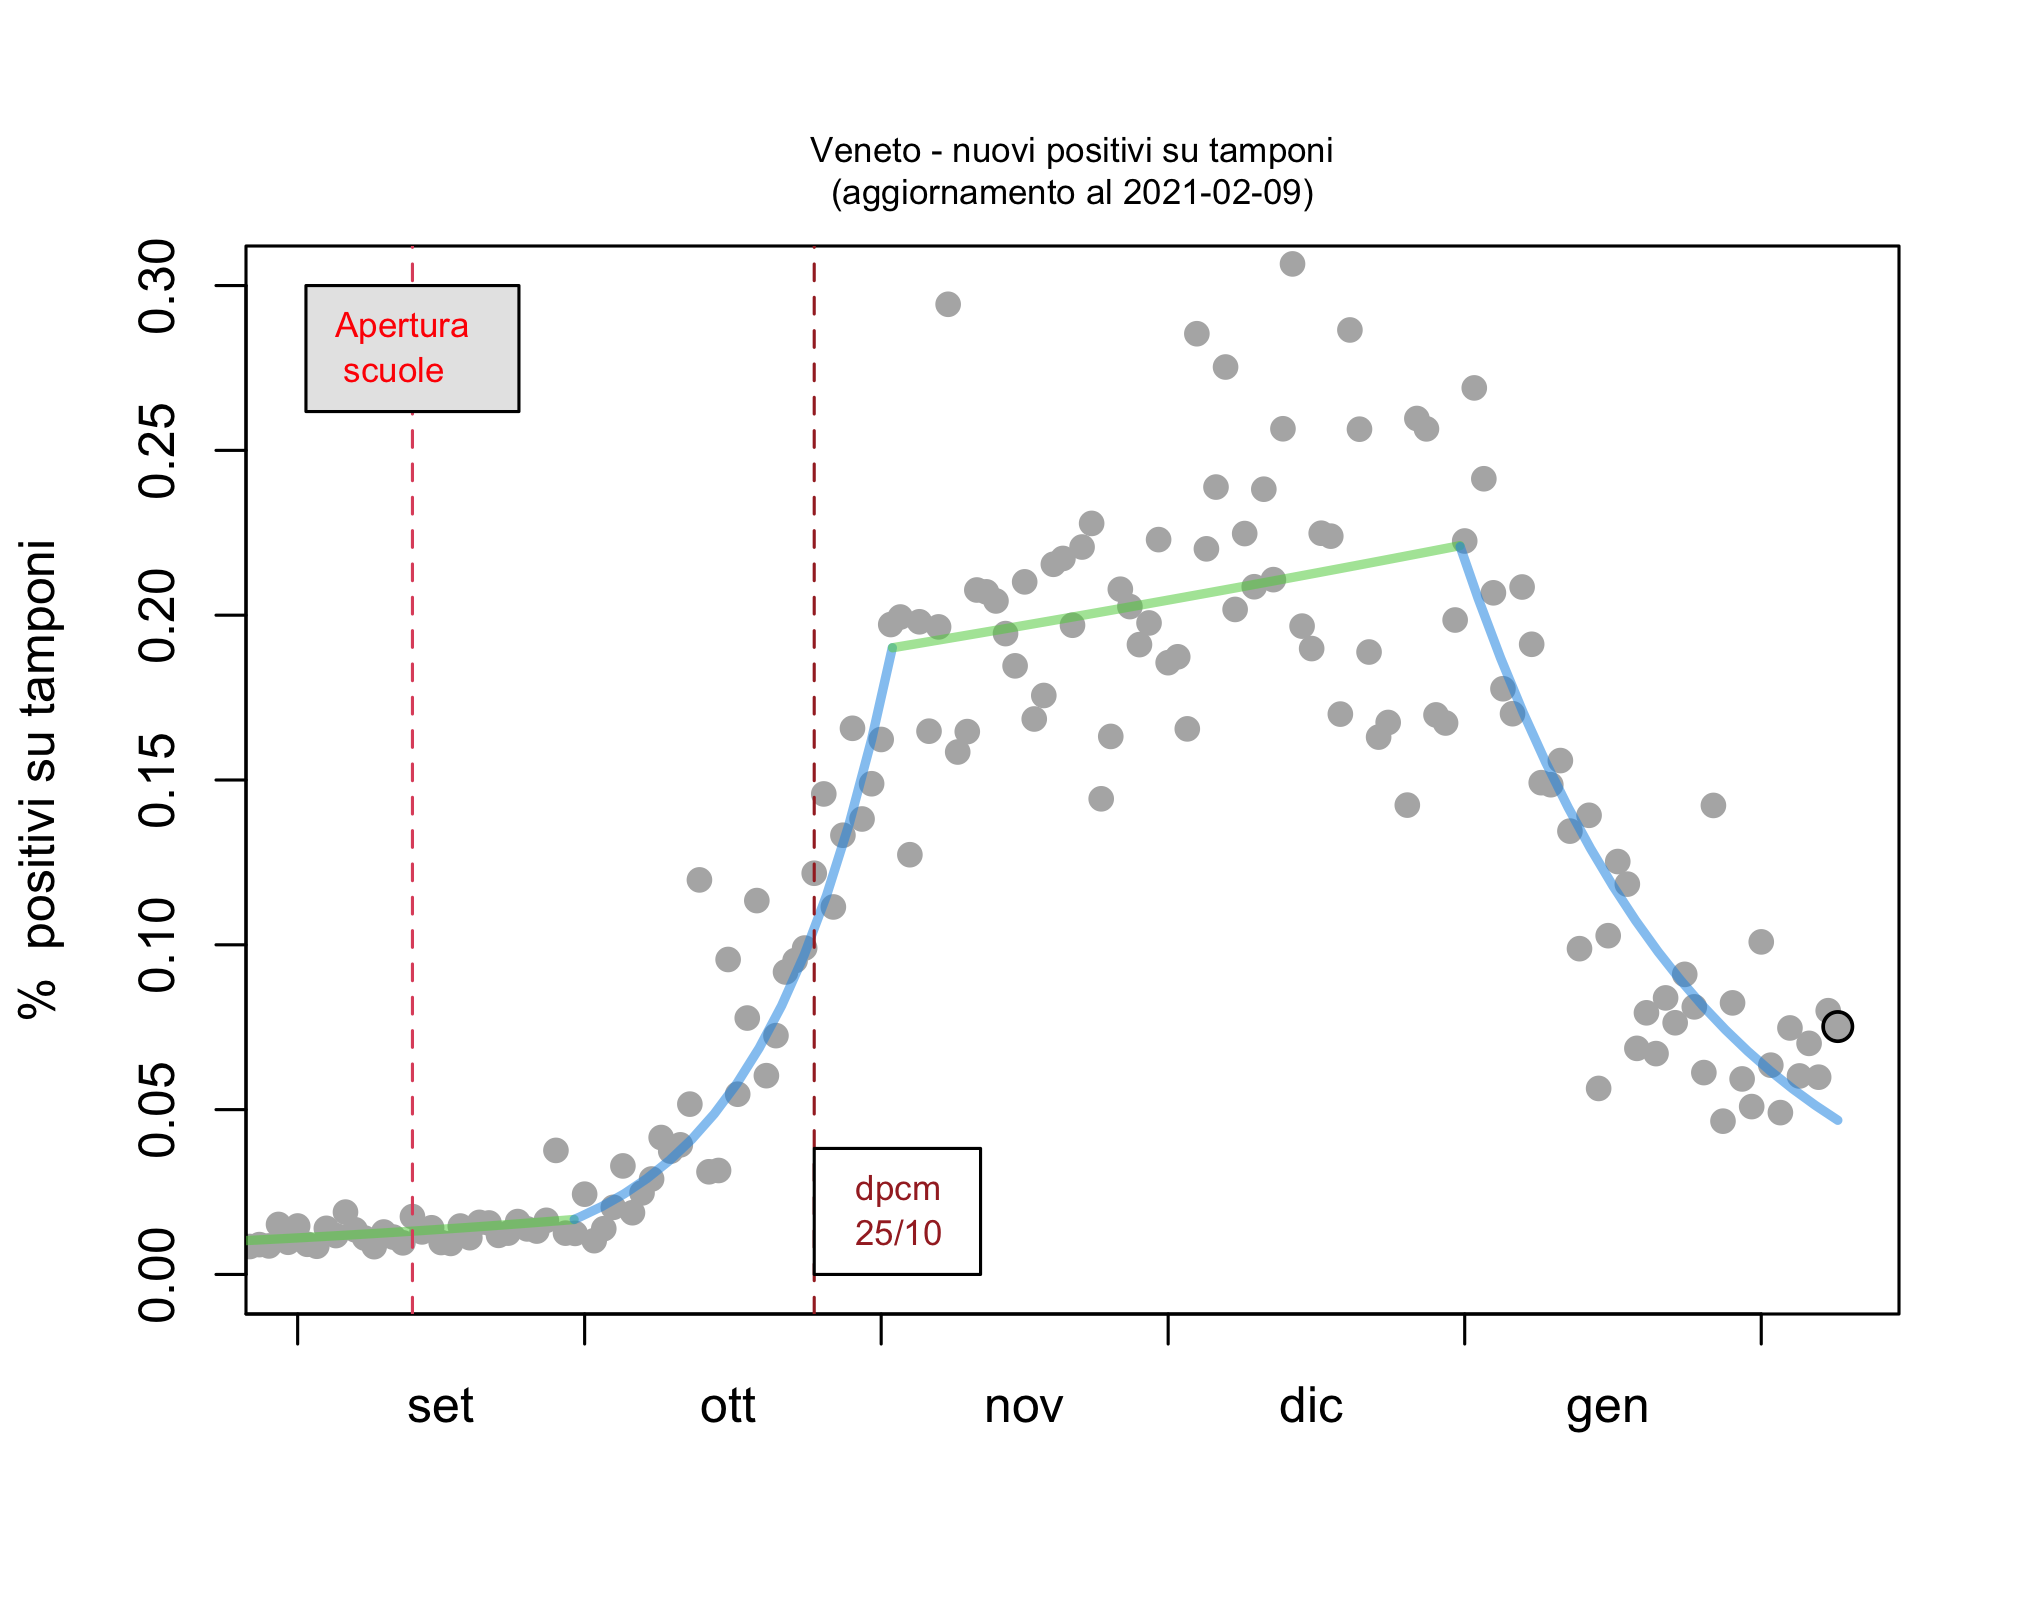 Veneto - nuovi positivi su tamponi
(aggiornamento al 2021-02-09)
% positivi su tamponi
0.30
0.25
0.20
0.15
0.10
0.05
0.00
Apertura
scuole
dpcm
25/10
set
ott
nov
dic
gen